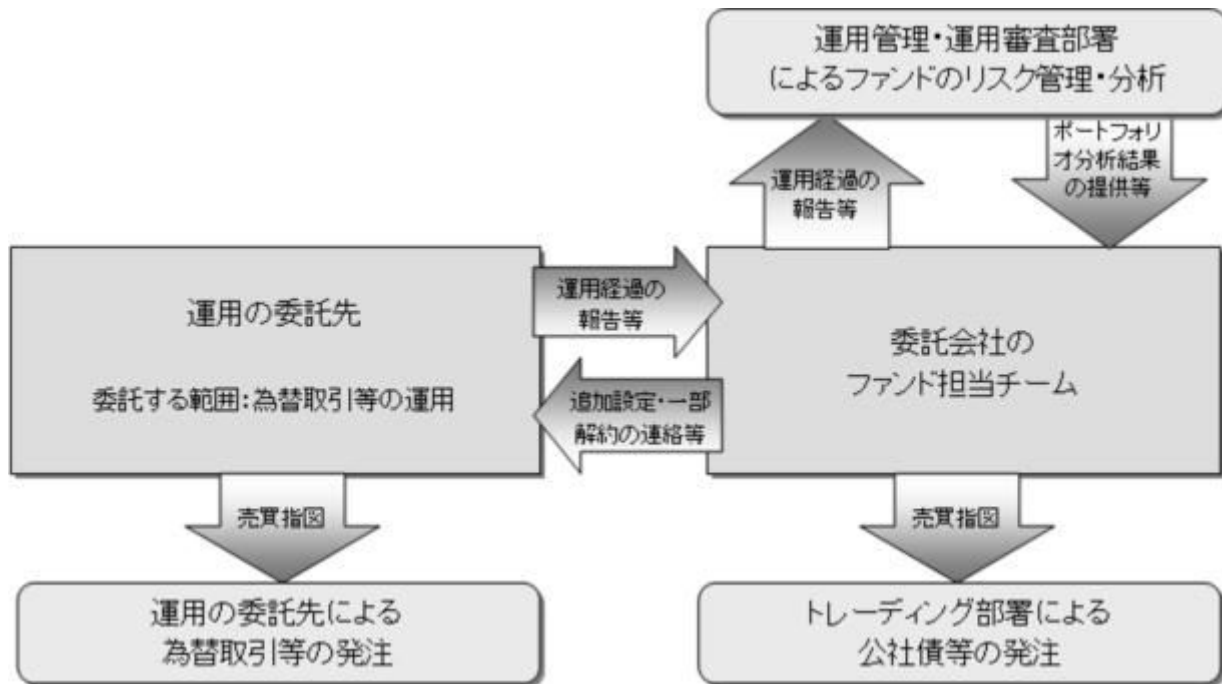 運用管理・運用審査部署
によるファンドのリスク管理・分析
運用経過の
報告等
ポートフォリ
オ分析結果
の提供等
運用の委託先
委託する範囲:為替取引等の運用
運用経過の
報告等
追加設定・一部
解約の連絡等
委託会社の
ファンド担当チーム
売買指図
売買指図
運用の委託先による
為替取引等の発注
トレーディング部署による
公社債等の発注